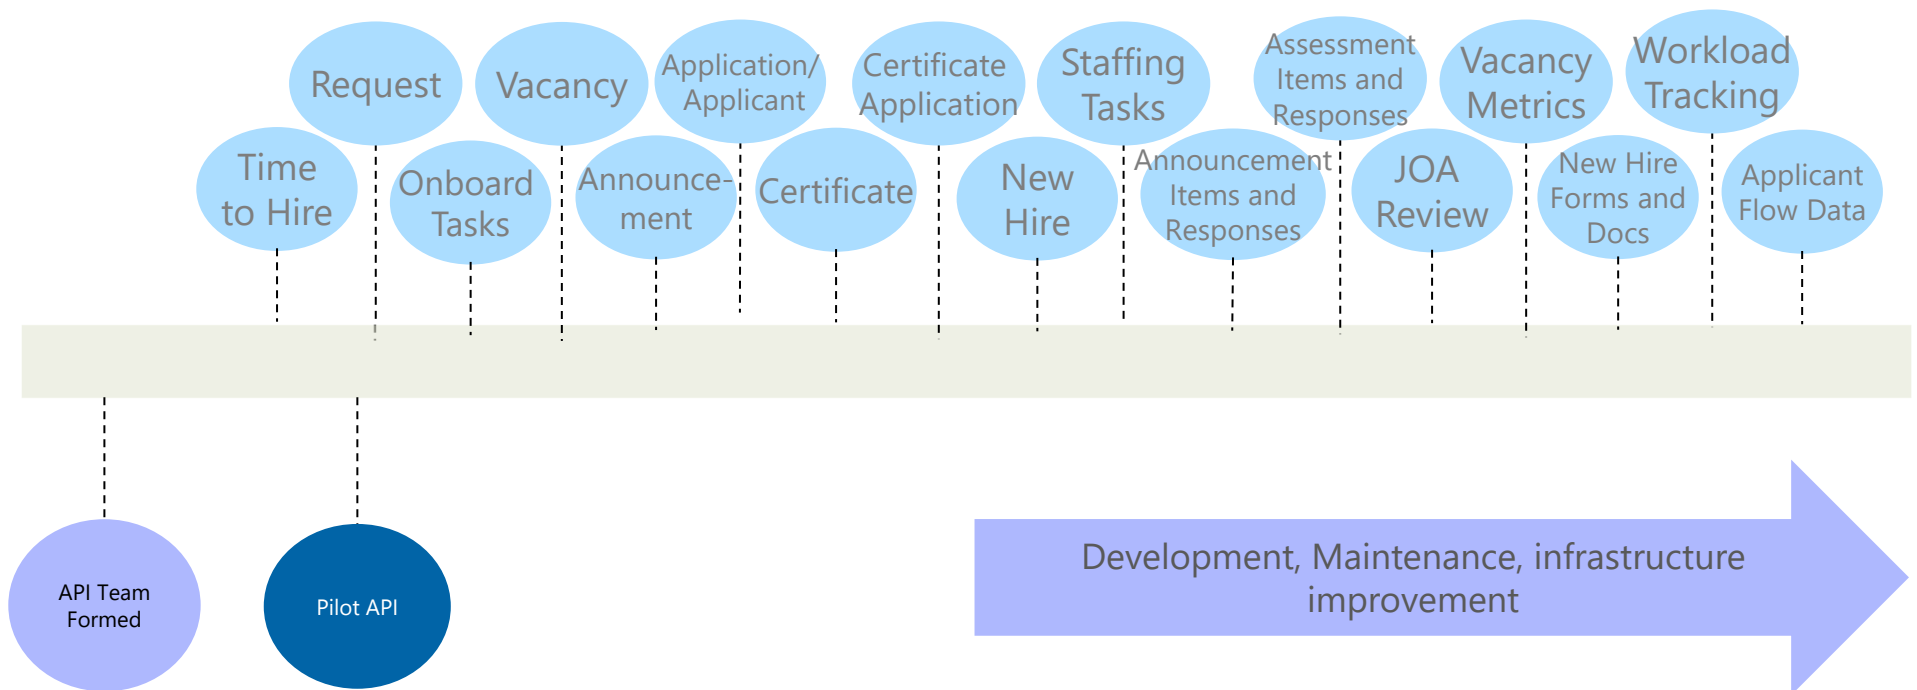 Time
to Hire
Request
Onboard
Tasks
Vacancy
Announce-
ment
Application/
Applicant
Certificate
Certificate
Application
New
Hire
Staffing
Tasks
Announcement
Items and
Responses
Assessment
Items and
Responses
JOA
Review
Vacancy
Metrics
New Hire
Forms and
Docs
Workload
Tracking
Applicant
Flow Data
API Team
Formed
Pilot API
Development, Maintenance, infrastructure
improvement